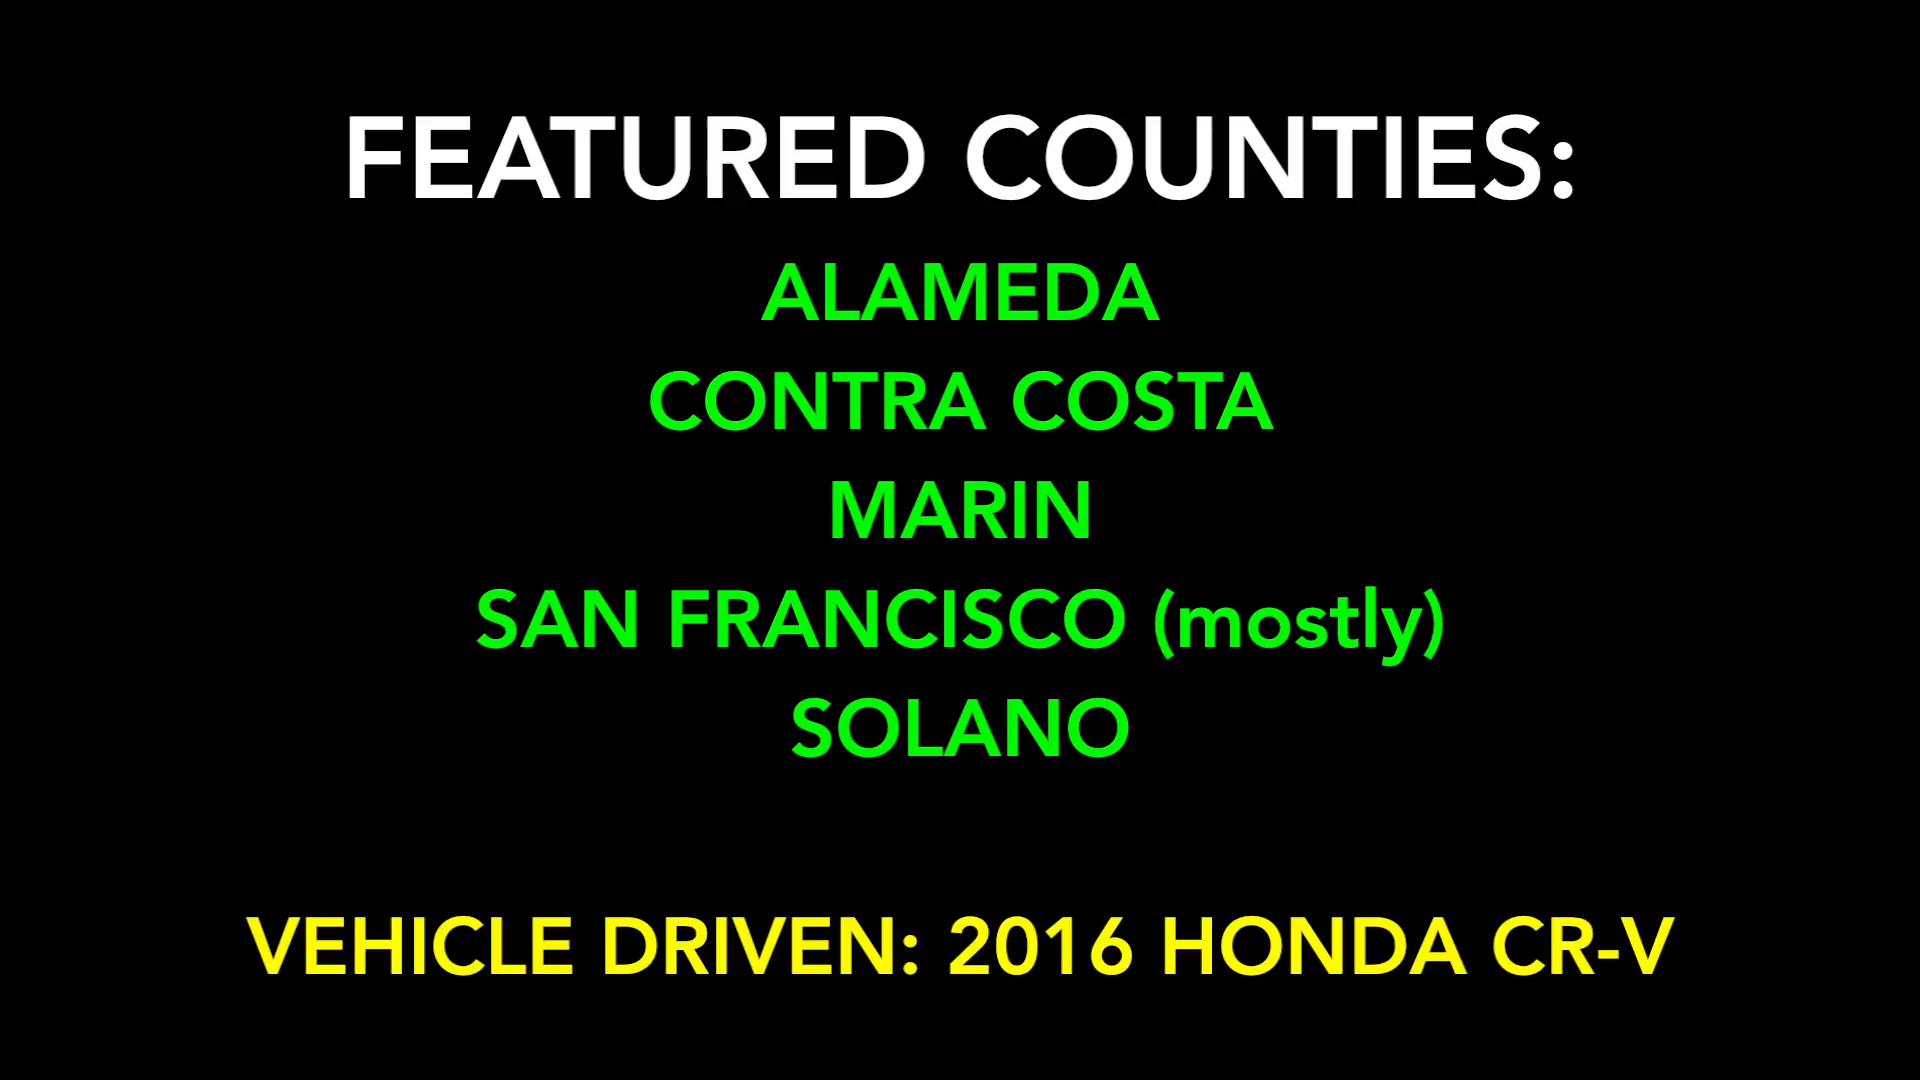 FEATURED COUNTIES:
ALAMEDA
CONTRA COSTA
MARIN
SAN FRANCISCO (mostly)
SOLANO
VEHICLE DRIVEN: 2016 HONDA CR-V